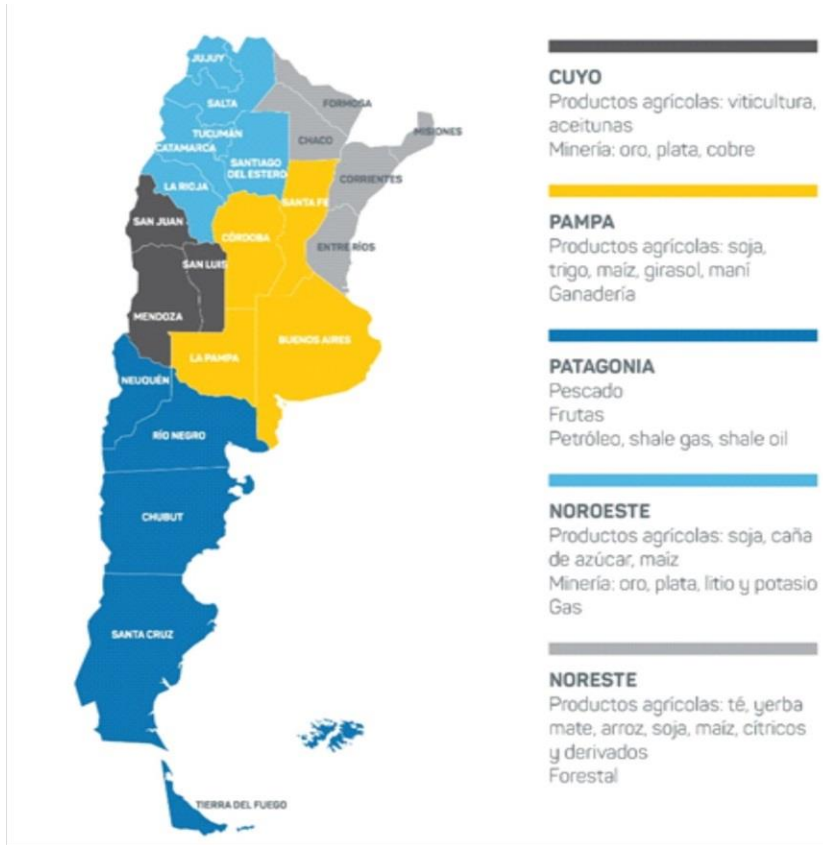 JUJUY
SALTA
FORMOSA
TUCUMÁN
CATAMARCA
CHACO
MISIONES
SANTIAGO
DEL ESTERO
CORRIENTES
LA RIOJA
SANTA FE
SAN JUAN
CÓRDOBA
ENTRE RÍOS
SAN LUIS
MENDOZA
BUENOS AIRES
LA PAMPA
NEUQUÉN
RÍO NEGRO
CHUBUT
SANTA CRUZ
TIERRA DEL FUEGO
CUYO
Productos agrícolas: viticultura,
aceitunas
Minería: oro, plata, cobre
PAMPA
Productos agrícolas: soja,
trigo, maíz, girasol, maní
Ganadería
PATAGONIA
Pescado
Frutas
Petróleo, shale gas, shale oil
NOROESTE
Productos agrícolas: soja, caña
de azúcar, maíz
Minería: oro, plata, litio y potasio
Gas
NORESTE
Productos agrícolas: té, yerba
mate, arroz, soja, maíz, cítricos
y derivados
Forestal